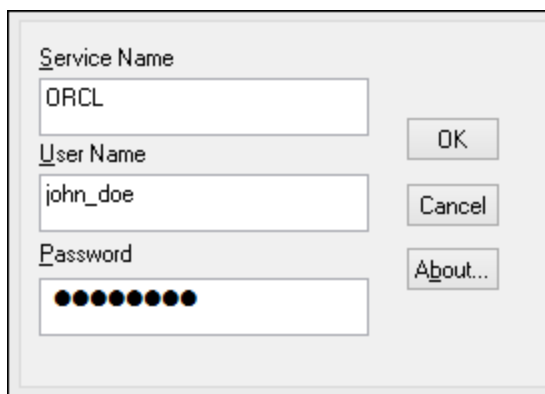 Service Name
ORCL
User Name
john_doe
Password
●●●●●●●●
OK
Cancel
About...